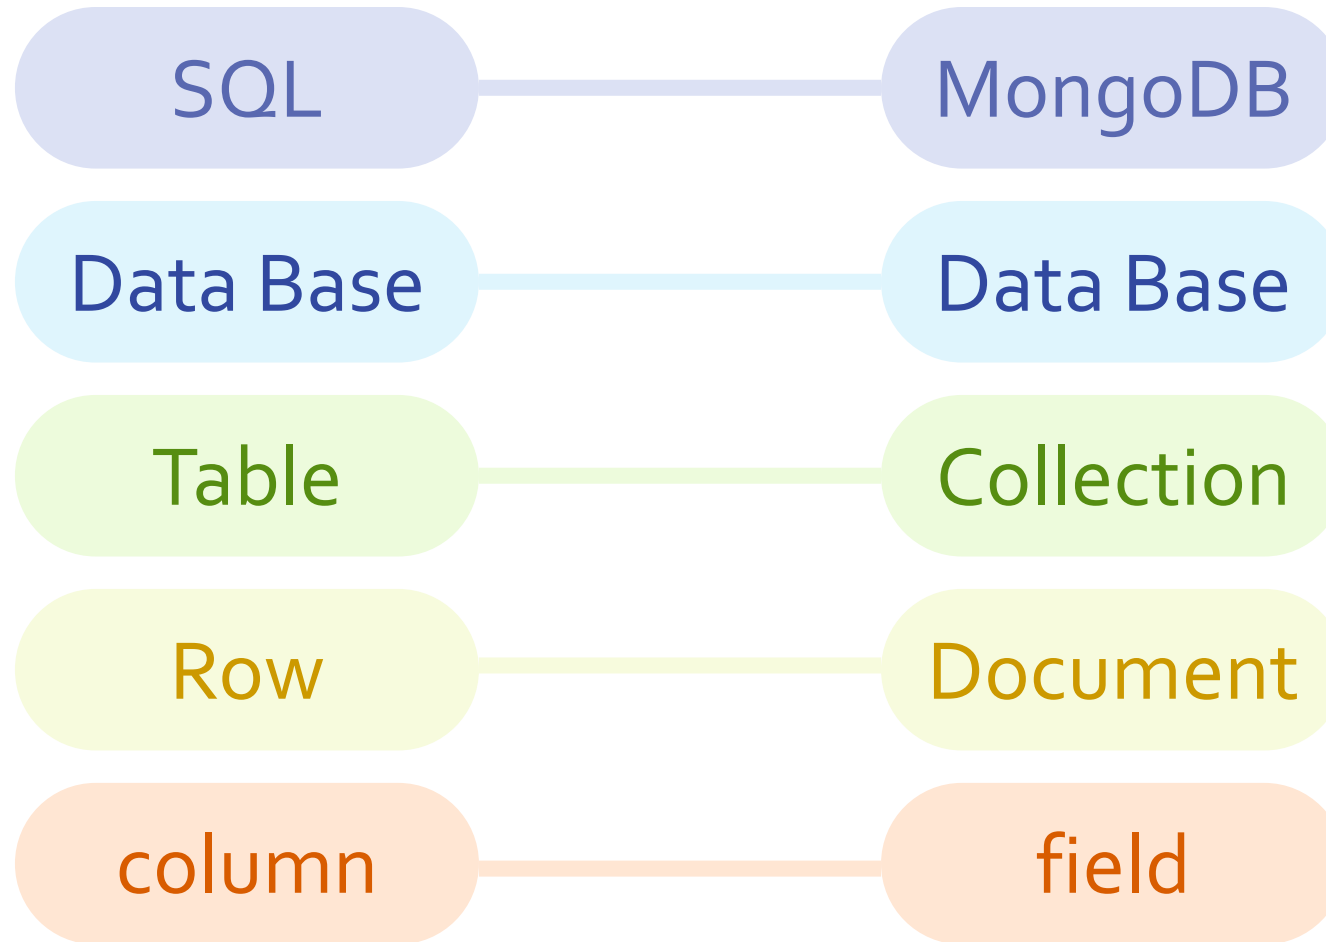 SQL MongoDB
Data Base Data Base
Table Collection
Row Document
column field